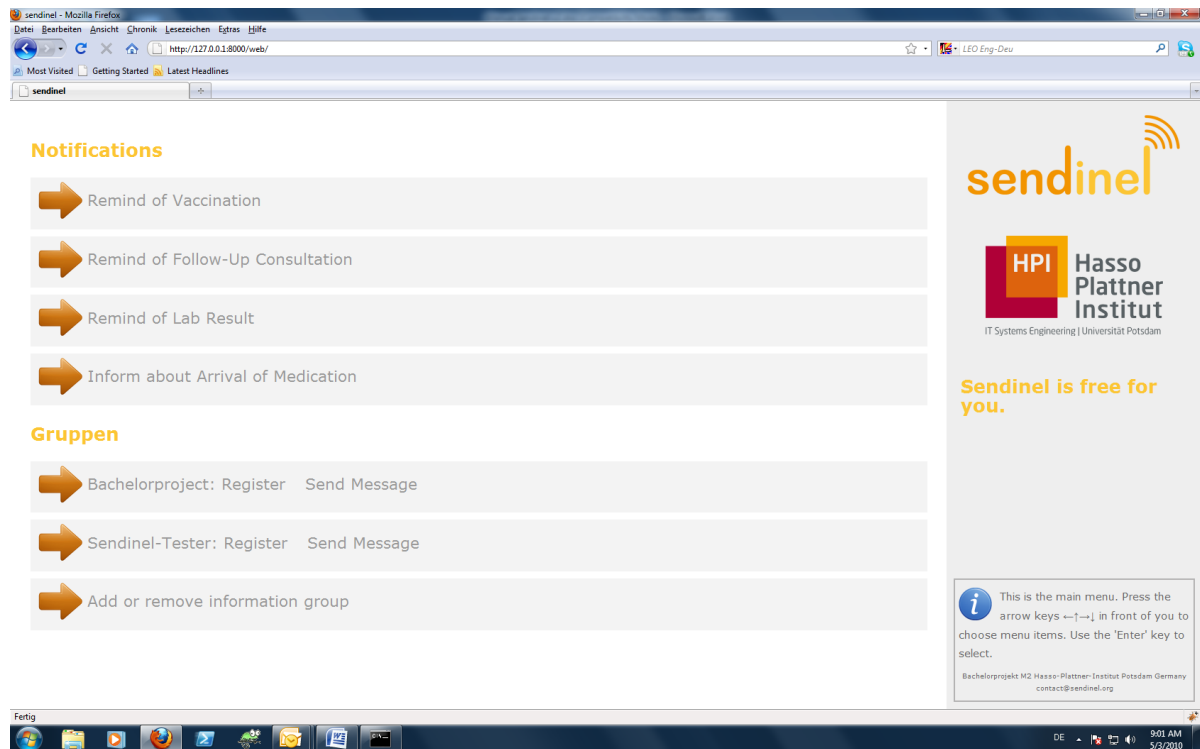 sendinel - Mozilla Firefox
Datei Bearbeiten Ansicht Chronik Lesezeichen Extras Hilfe
http://127.0.0.1:8000/web/
LEO Eng-Deu
Most Visited Getting Started Latest Headlines
sendinel
Notifications
Remind of Vaccination
Remind of Follow-Up Consultation
Remind of Lab Result
Inform about Arrival of Medication
Gruppen
Bachelorproject: Register Send Message
Sendinel-Tester: Register Send Message
Add or remove information group
sendinel
HPI
Hasso
Plattner
Institut
IT Systems Engineering | Universität Potsdam
Sendinel is free for
you.
This is the main menu. Press the
arrow keys ←↑→↓ in front of you to
choose menu items. Use the 'Enter' key to
select.
Bachelorprojekt M2 Hasso-Plattner-Institut Potsdam Germany
contact@sendinel.org
Fertig
DE
9:01 AM
5/3/2010